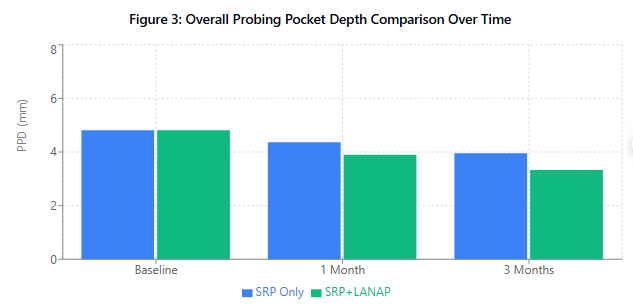 Figure 3: Overall Probing Pocket Depth Comparison Over Time
8
6
4
2
0
PPD (mm)
Baseline 1 Month 3 Months
SRP Only SRP+LANAP